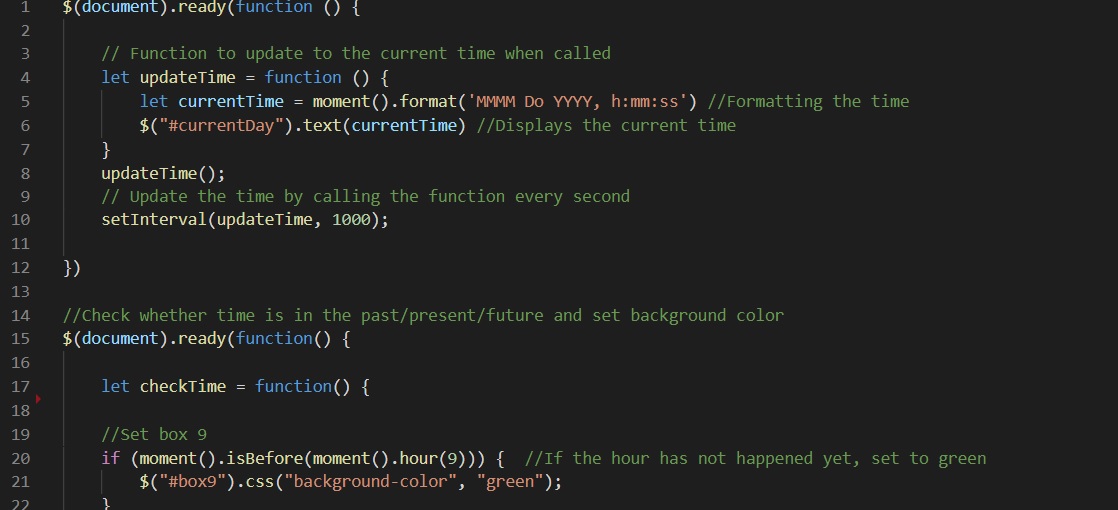 1 $(document).ready(function () {
2
3 // Function to update to the current time when called
4 let updateTime = function () {
5 let currentTime = moment().format('MMMM Do YYYY, h:mm:ss') //Formatting the time
6 $("#currentDay").text(currentTime) //Displays the current time
7 }
8 updateTime();
9 // Update the time by calling the function every second
10 setInterval(updateTime, 1000);
11
12 })
13
14 //Check whether time is in the past/present/future and set background color
15 $(document).ready(function() {
16
17 let checkTime = function() {
18
19 //Set box 9
20 if (moment().isBefore(moment().hour(9))) { //If the hour has not happened yet, set to green
21 $("#box9").css("background-color", "green");
22 }